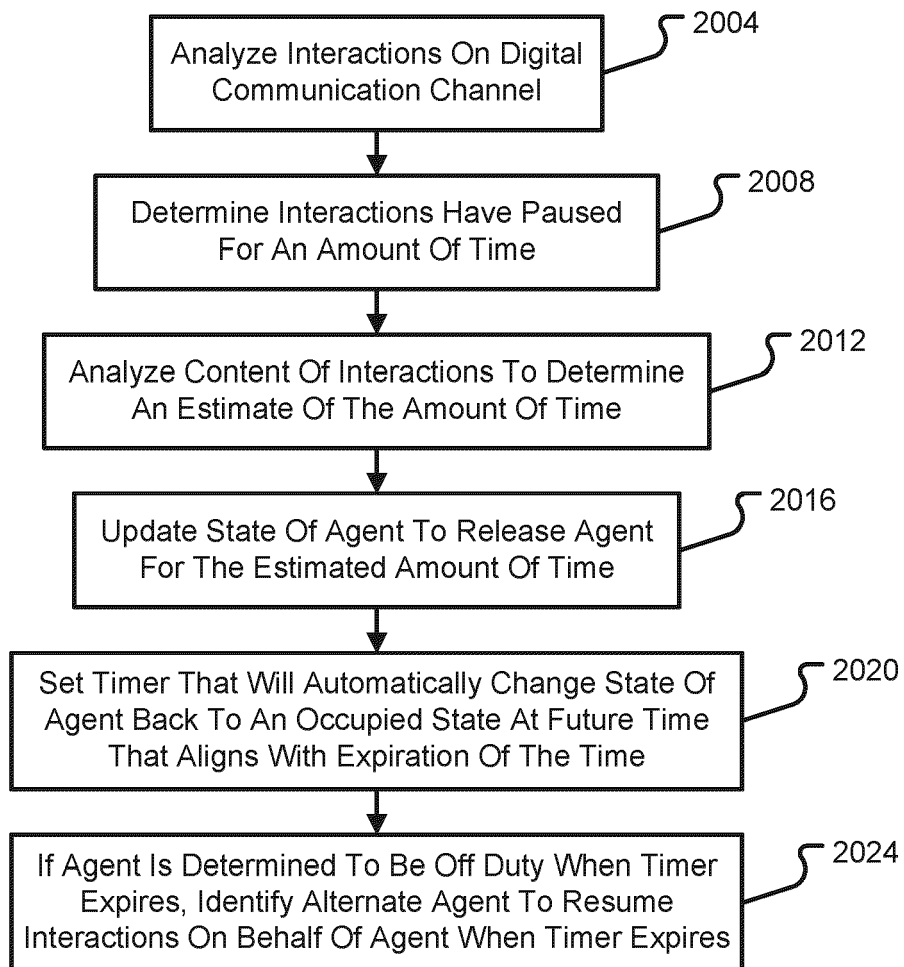 2004
Analyze Interactions On Digital
Communication Channel
2008
Determine Interactions Have Paused
For An Amount Of Time
2012
Analyze Content Of Interactions To Determine
An Estimate Of The Amount Of Time
2016
Update State Of Agent To Release Agent
For The Estimated Amount Of Time
2020
Set Timer That Will Automatically Change State Of
Agent Back To An Occupied State At Future Time
That Aligns With Expiration Of The Time
2024
If Agent Is Determined To Be Off Duty When Timer
Expires, Identify Alternate Agent To Resume
Interactions On Behalf Of Agent When Timer Expires